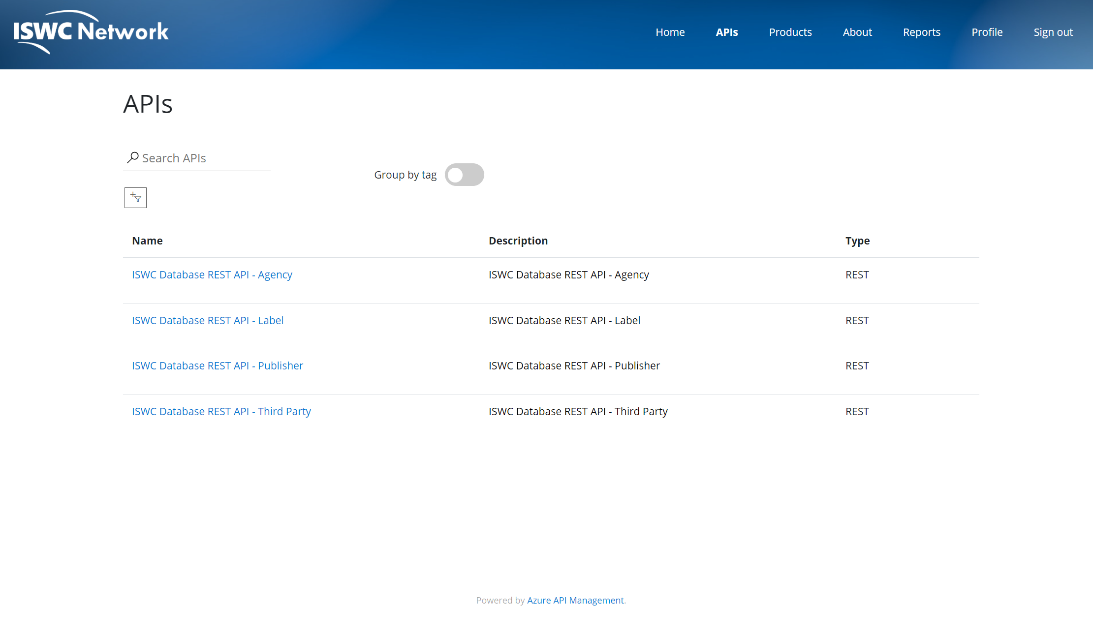 ISWC Network
Home APIs Products About Reports Profile Sign out
APIs
Search APIs
Group by tag
Name Description Type
ISWC Database REST API - Agency ISWC Database REST API - Agency REST
ISWC Database REST API - Label ISWC Database REST API - Label REST
ISWC Database REST API - Publisher ISWC Database REST API - Publisher REST
ISWC Database REST API - Third Party ISWC Database REST API - Third Party REST
Powered by Azure API Management.